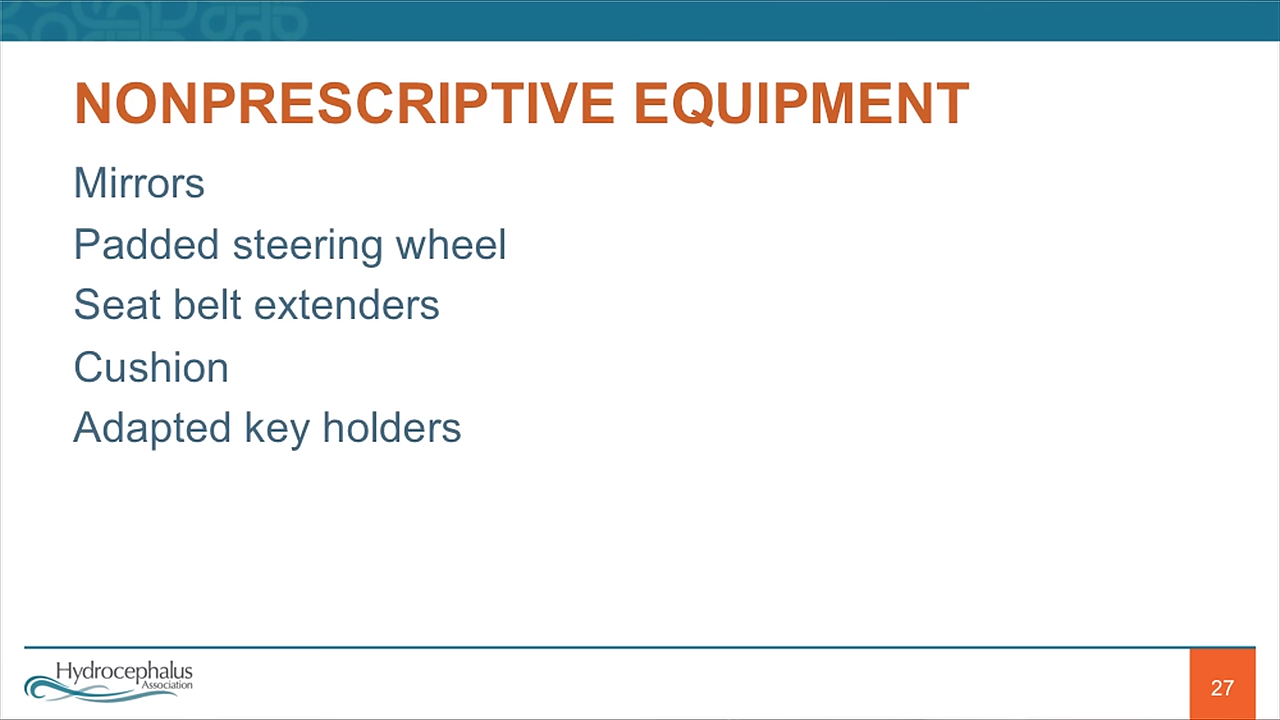 NONPRESCRIPTIVE EQUIPMENT
Mirrors
Padded steering wheel
Seat belt extenders
Cushion
Adapted key holders
Hydrocephalus
Association
27